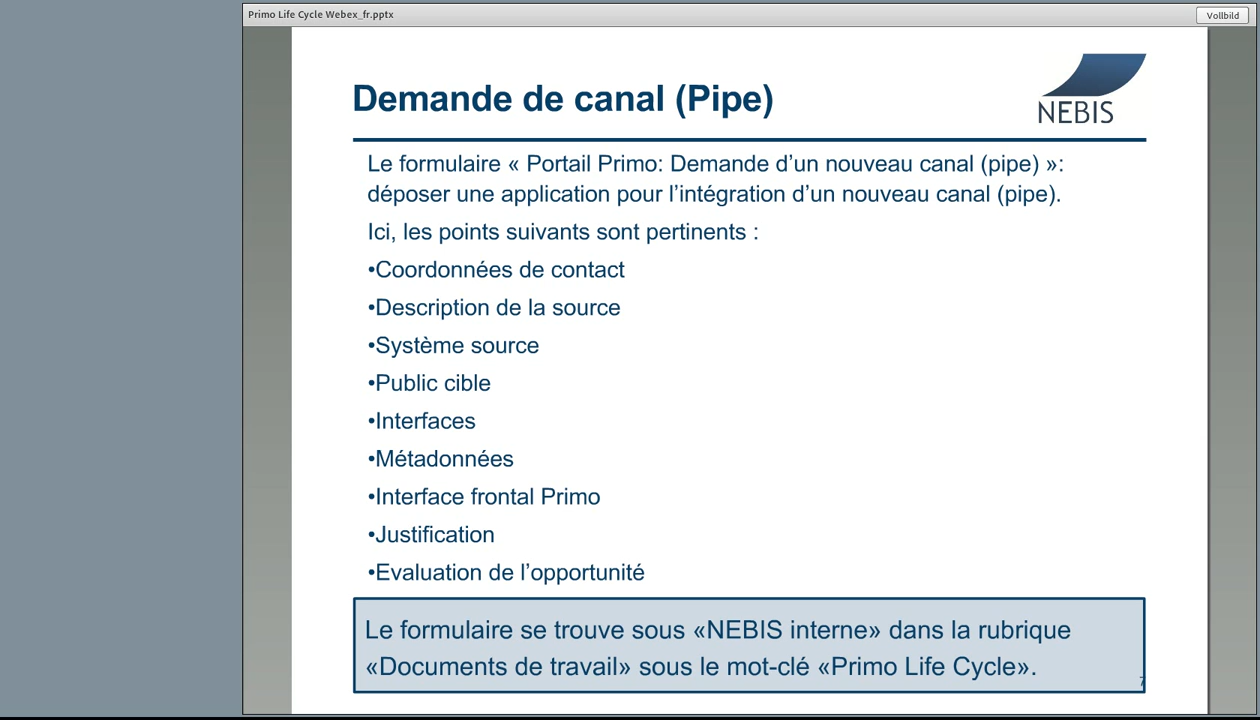 Primo Life Cycle Webex_fr.pptx
Vollbild
Demande de canal (Pipe)
NEBIS
Le formulaire « Portail Primo: Demande d’un nouveau canal (pipe) »:
déposer une application pour l’intégration d’un nouveau canal (pipe).
Ici, les points suivants sont pertinents :
•Coordonnées de contact
•Description de la source
•Système source
•Public cible
•Interfaces
•Métadonnées
•Interface frontal Primo
•Justification
•Evaluation de l’opportunité
Le formulaire se trouve sous «NEBIS interne» dans la rubrique
«Documents de travail» sous le mot-clé «Primo Life Cycle».
7